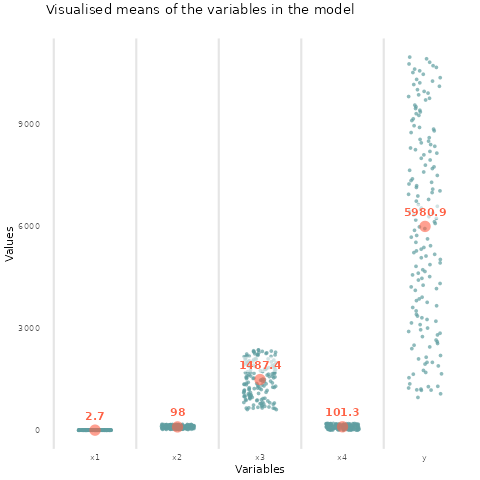 Visualised means of the variables in the model
Values
9000
6000
3000
0
2.7
98
1487.4
101.3
5980.9
x1
x2
x3
x4
y
Variables